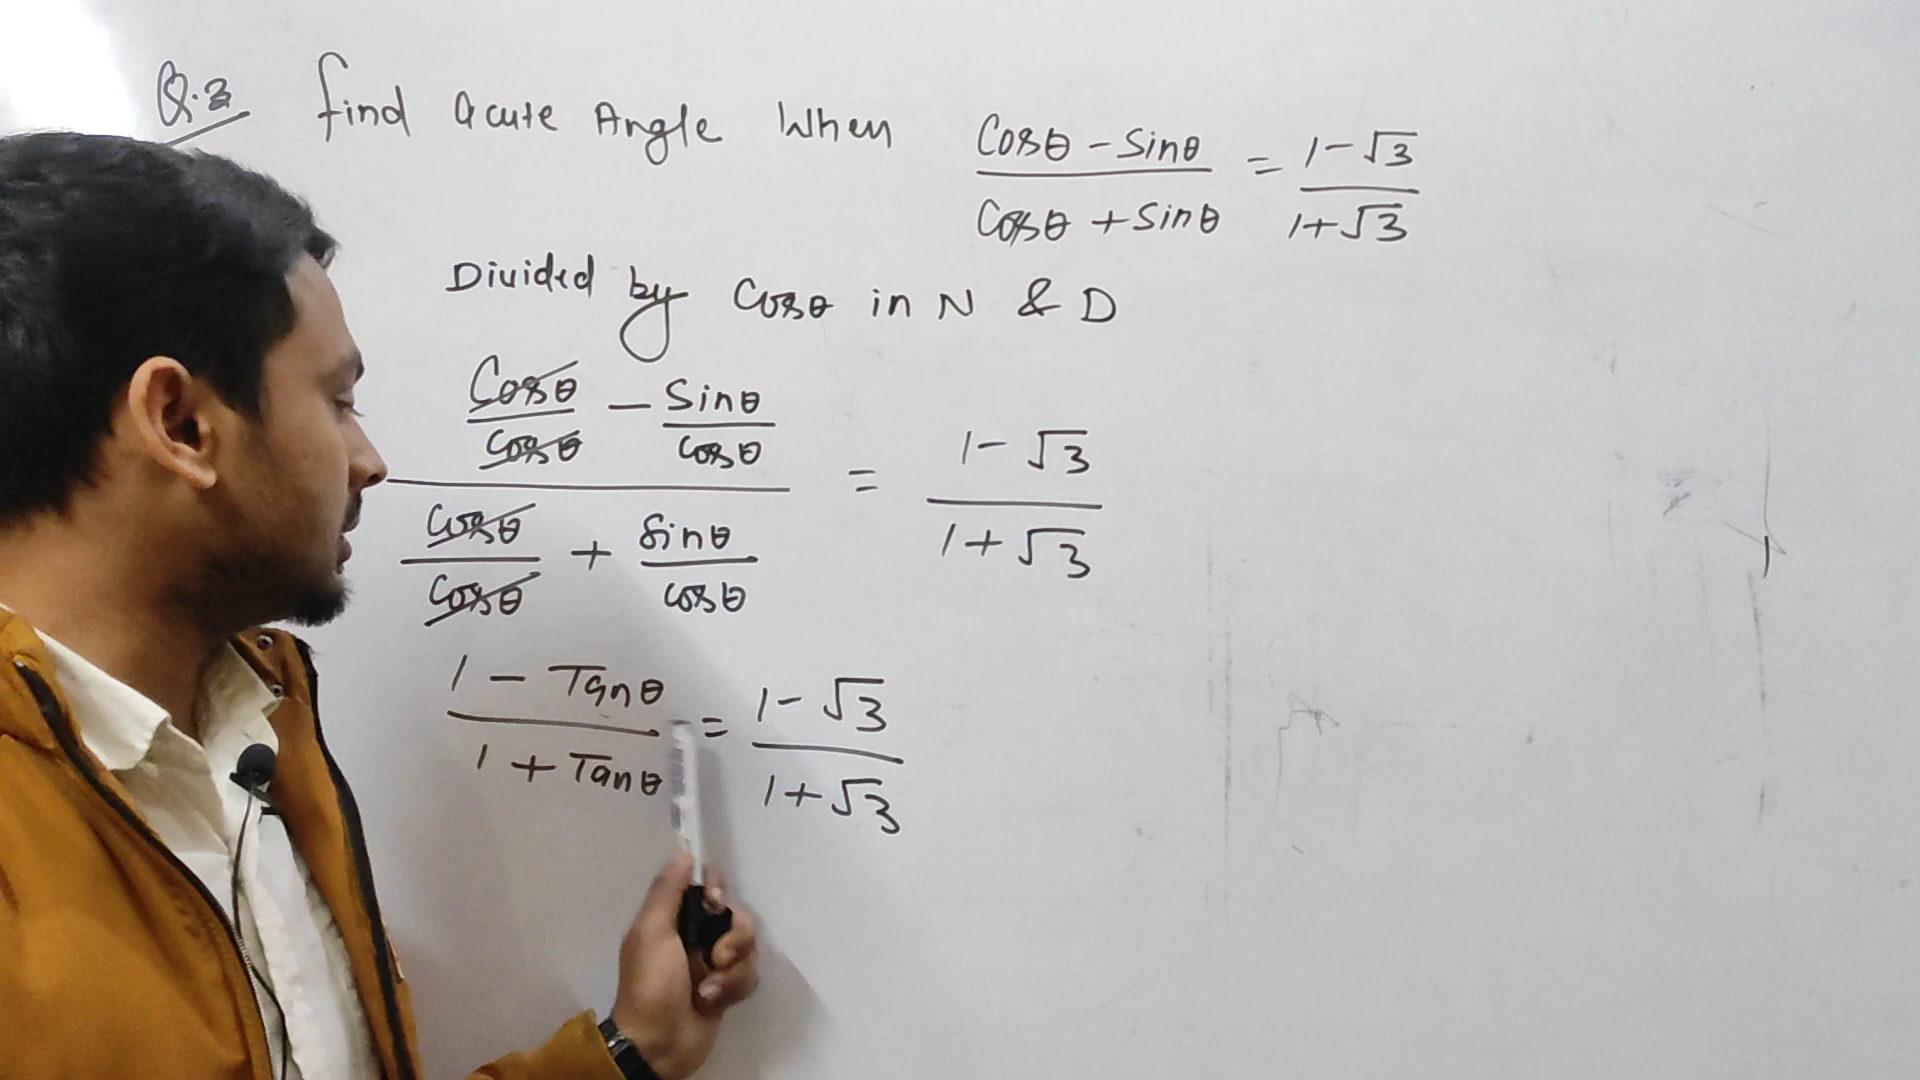 Q.3 Find Acute Angle When (Cosθ - Sinθ)/(Cosθ + Sinθ) = (1-√3)/(1+√3)
Divided by Cosθ in N & D
(Cosθ/Cosθ - Sinθ/Cosθ)/(Cosθ/Cosθ + Sinθ/Cosθ) = (1-√3)/(1+√3)
(1 - Tanθ)/(1 + Tanθ) = (1-√3)/(1+√3)